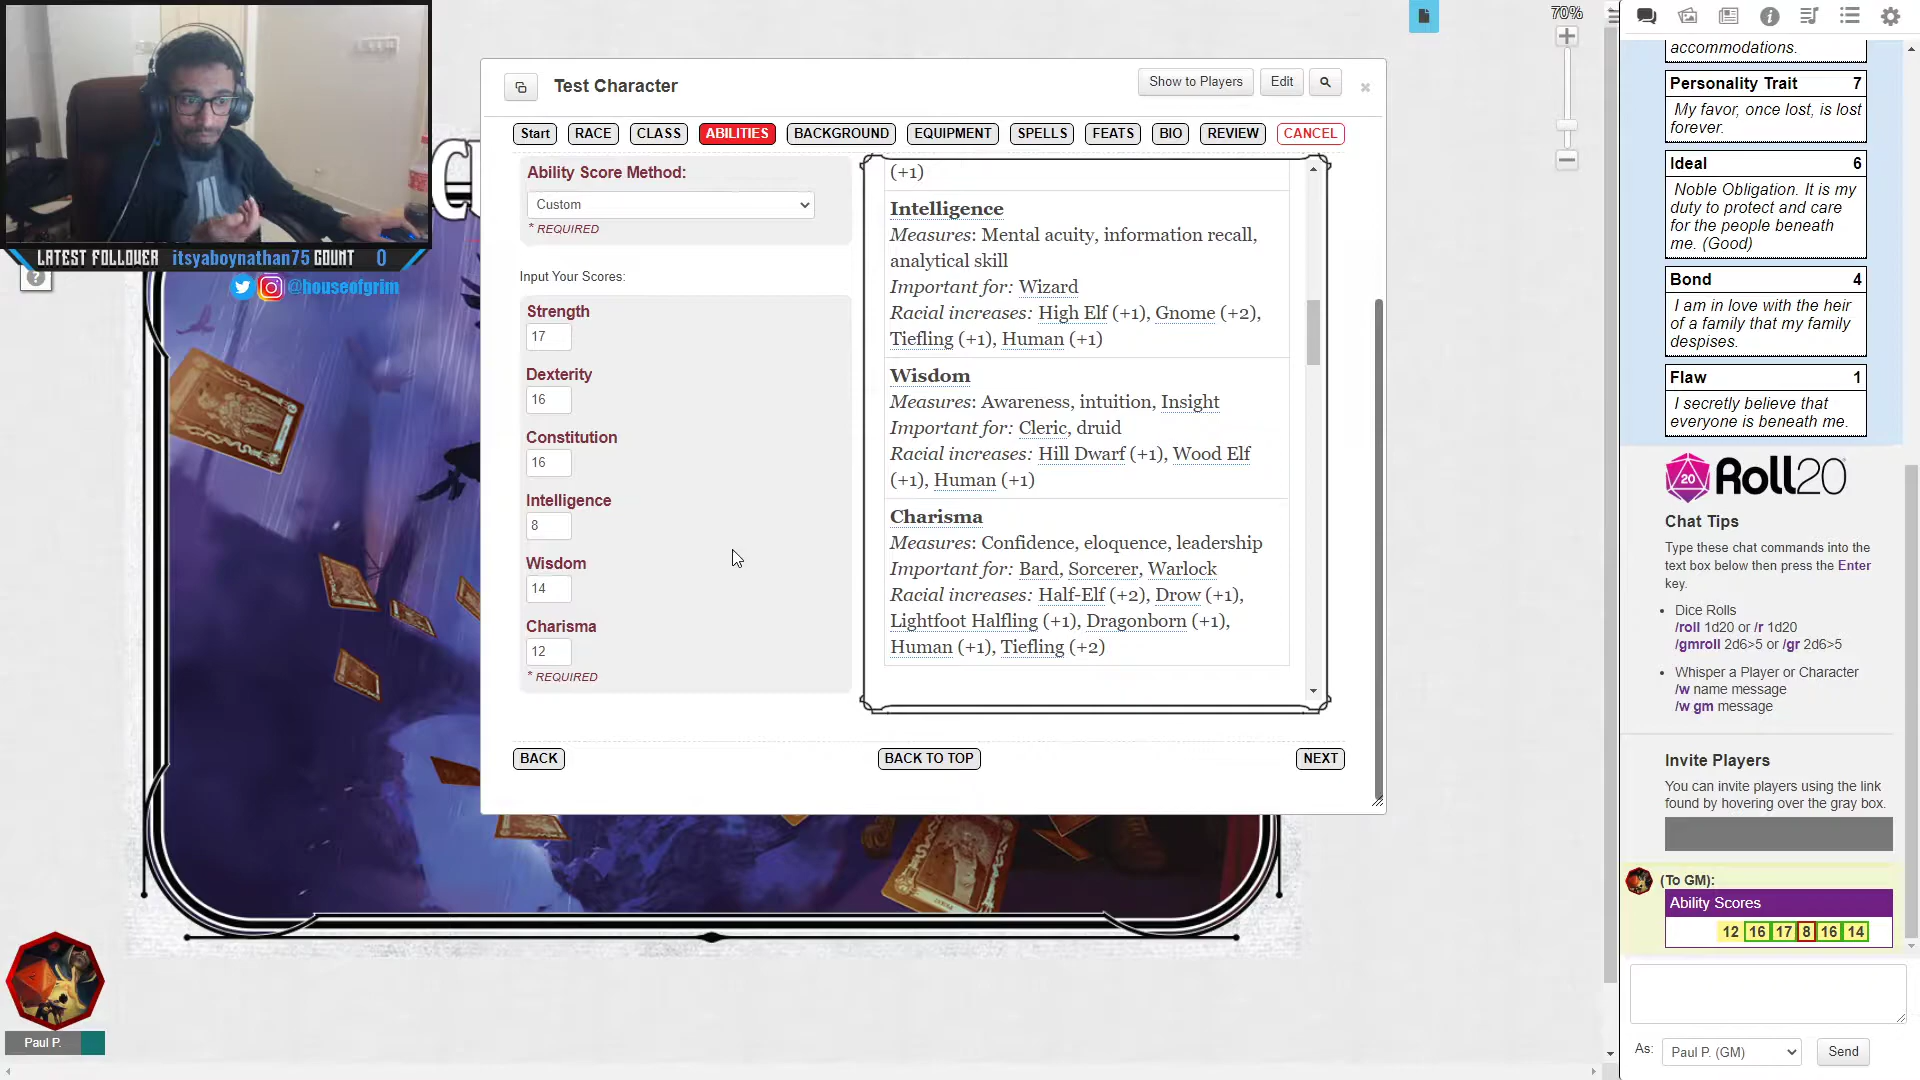 LATEST FOLLOWER itsyaboynathan75 COUNT 0
@houseofgrim
?
Test Character
Show to Players
Edit
Start
RACE
CLASS
ABILITIES
BACKGROUND
EQUIPMENT
SPELLS
FEATS
BIO
REVIEW
CANCEL
Ability Score Method:
Custom
* REQUIRED
Input Your Scores:
Strength
17
Dexterity
16
Constitution
16
Intelligence
8
Wisdom
14
Charisma
12
* REQUIRED
(+1)
Intelligence
Measures: Mental acuity, information recall,
analytical skill
Important for: Wizard
Racial increases: High Elf (+1), Gnome (+2),
Tiefling (+1), Human (+1)
Wisdom
Measures: Awareness, intuition, Insight
Important for: Cleric, druid
Racial increases: Hill Dwarf (+1), Wood Elf
(+1), Human (+1)
Charisma
Measures: Confidence, eloquence, leadership
Important for: Bard, Sorcerer, Warlock
Racial increases: Half-Elf (+2), Drow (+1),
Lightfoot Halfling (+1), Dragonborn (+1),
Human (+1), Tiefling (+2)
BACK
BACK TO TOP
NEXT
Paul P.
70%
accommodations.
Personality Trait 7
My favor, once lost, is lost
forever.
Ideal 6
Noble Obligation. It is my
duty to protect and care
for the people beneath
me. (Good)
Bond 4
I am in love with the heir
of a family that my family
despises.
Flaw 1
I secretly believe that
everyone is beneath me.
20 Roll20
Chat Tips
Type these chat commands into the
text box below then press the Enter
key.
• Dice Rolls
/roll 1d20 or /r 1d20
/gmroll 2d6>5 or /gr 2d6>5
• Whisper a Player or Character
/w name message
/w gm message
Invite Players
You can invite players using the link
found by hovering over the gray box.
(To GM):
Ability Scores
12 16 17 8 16 14
As: Paul P. (GM)
Send